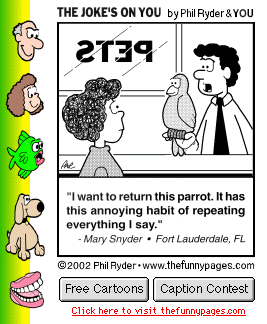 THE JOKE'S ON YOU by Phil Ryder & YOU
PETS
"I want to return this parrot. It has
this annoying habit of repeating
everything I say."
- Mary Snyder • Fort Lauderdale, FL
©2002 Phil Ryder • www.thefunnypages.com
Free Cartoons Caption Contest
Click here to visit thefunnypages.com